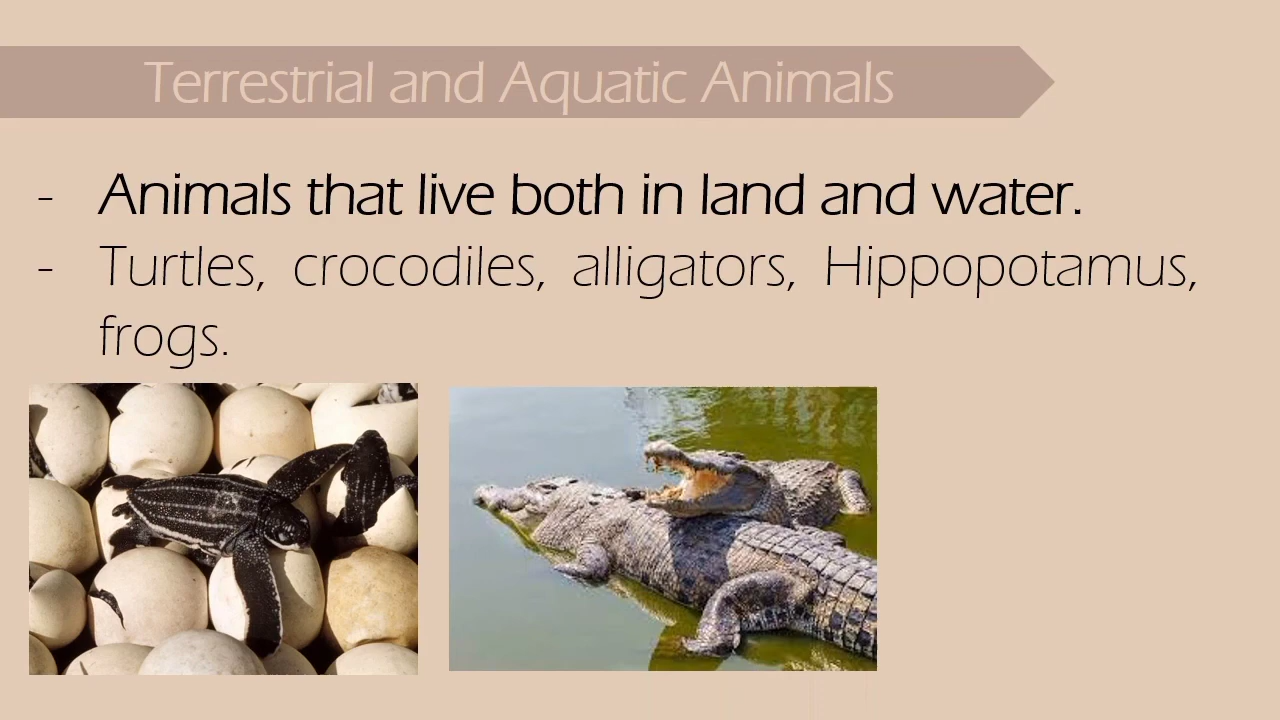 Terrestrial and Aquatic Animals
- Animals that live both in land and water.
- Turtles, crocodiles, alligators, Hippopotamus,
frogs.